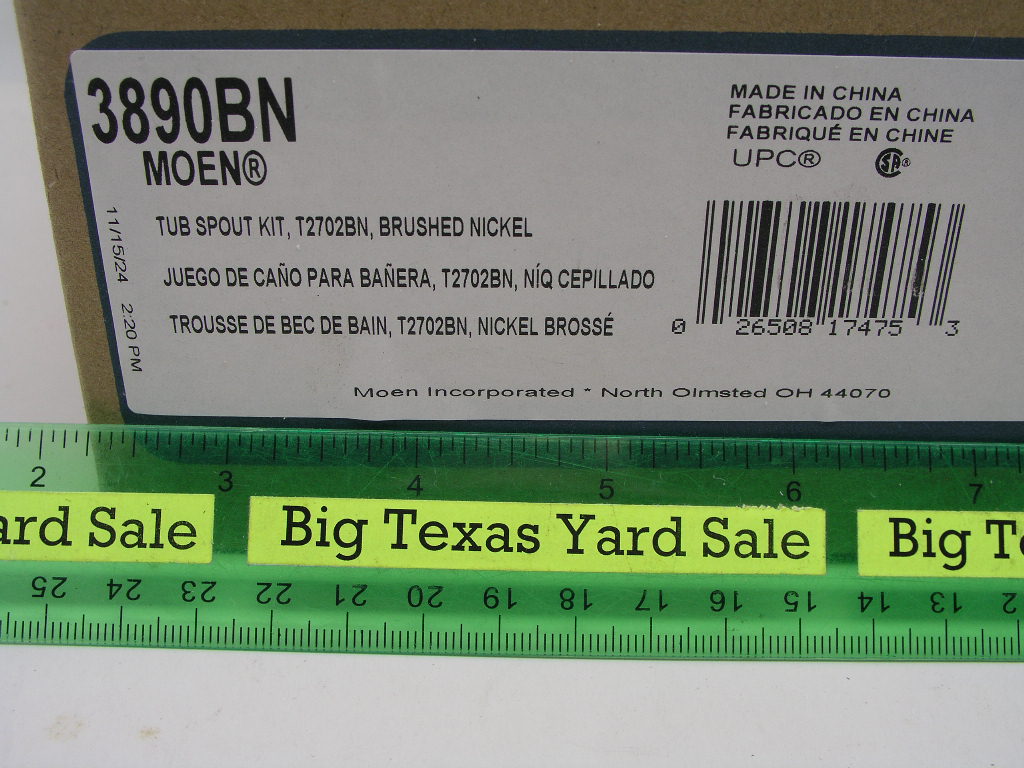 3890BN
MOEN®
MADE IN CHINA
FABRICADO EN CHINA
FABRIQUÉ EN CHINE
UPC® SA®
11/15/24 2:20 PM
TUB SPOUT KIT, T2702BN, BRUSHED NICKEL
JUEGO DE CAÑO PARA BAÑERA, T2702BN, NÍQ CEPILLADO
TROUSSE DE BEC DE BAIN, T2702BN, NICKEL BROSSÉ
0 26508 17475 3
Moen Incorporated * North Olmsted OH 44070
2 3 4 5 6 7
ard Sale Big Texas Yard Sale Big T
25 24 23 22 21 20 19 18 17 16 15 14 13